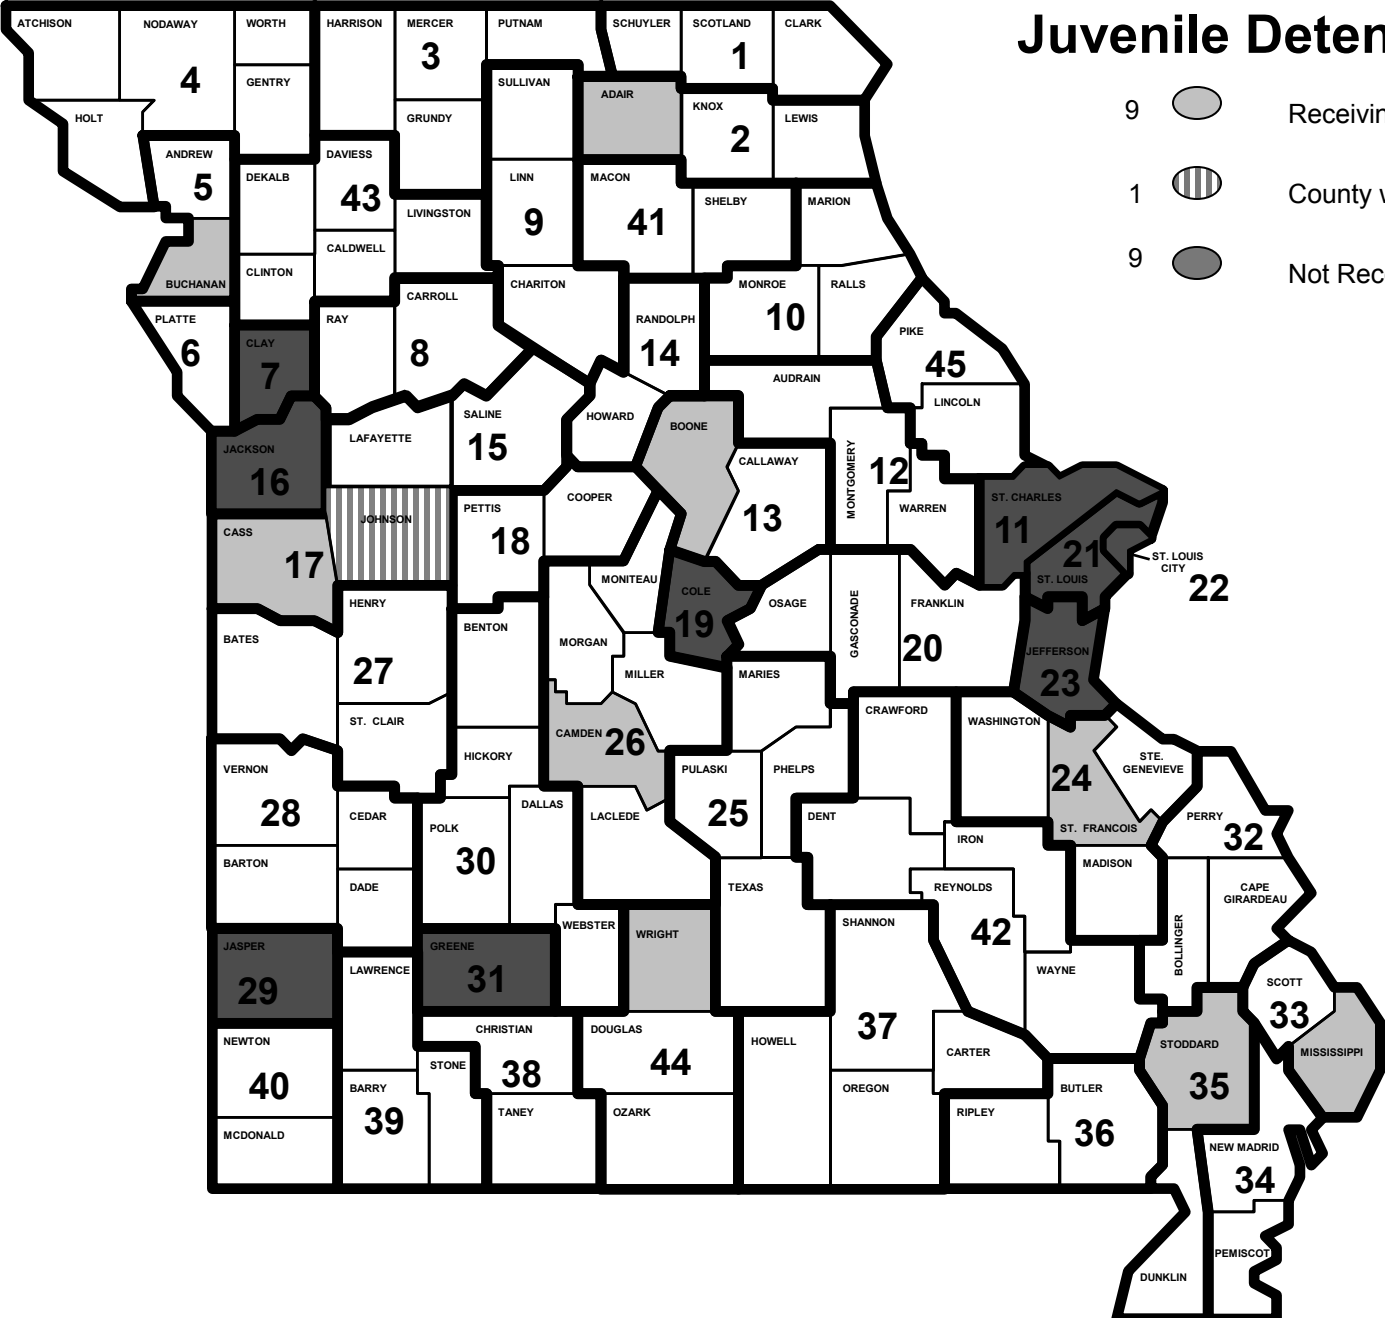 Juvenile Deten
9 Receivin
1 County w
9 Not Rec
ATCHISON
NODAWAY
WORTH
HARRISON
MERCER
PUTNAM
SCHUYLER
SCOTLAND
CLARK
3
1
4
GENTRY
SULLIVAN
ADAIR
KNOX
HOLT
GRUNDY
LEWIS
2
ANDREW
DAVIESS
5
DEKALB
43
LINN
MACON
LIVINGSTON
9
41
SHELBY
MARION
CALDWELL
BUCHANAN
CLINTON
CARROLL
CHARITON
MONROE
RALLS
PLATTE
RAY
RANDOLPH
10
PIKE
6
CLAY
7
8
14
45
AUDRAIN
LINCOLN
SALINE
HOWARD
BOONE
LAFAYETTE
15
JACKSON
16
CALLAWAY
MONTGOMERY
12
COOPER
ST. CHARLES
JOHNSON
PETTIS
WARREN
CASS
17
18
13
11
21
ST. LOUIS
CITY
22
MONITEAU
ST. LOUIS
HENRY
COLE
19
OSAGE
GASCONADE
FRANKLIN
BATES
BENTON
MORGAN
20
JEFFERSON
27
MILLER
MARIES
23
ST. CLAIR
CRAWFORD
WASHINGTON
CAMDEN
26
HICKORY
STE.
GENEVIEVE
VERNON
PULASKI
PHELPS
24
28
CEDAR
DALLAS
LACLEDE
25
DENT
PERRY
POLK
ST. FRANCOIS
32
IRON
BARTON
30
MADISON
DADE
TEXAS
REYNOLDS
CAPE
GIRARDEAU
WEBSTER
WRIGHT
SHANNON
42
BOLLINGER
JASPER
GREENE
29
31
LAWRENCE
WAYNE
SCOTT
33
NEWTON
CHRISTIAN
DOUGLAS
HOWELL
37
STODDARD
MISSISSIPPI
STONE
38
44
CARTER
40
BARRY
OREGON
BUTLER
35
39
TANEY
OZARK
RIPLEY
MCDONALD
36
NEW MADRID
34
PEMISCOT
DUNKLIN